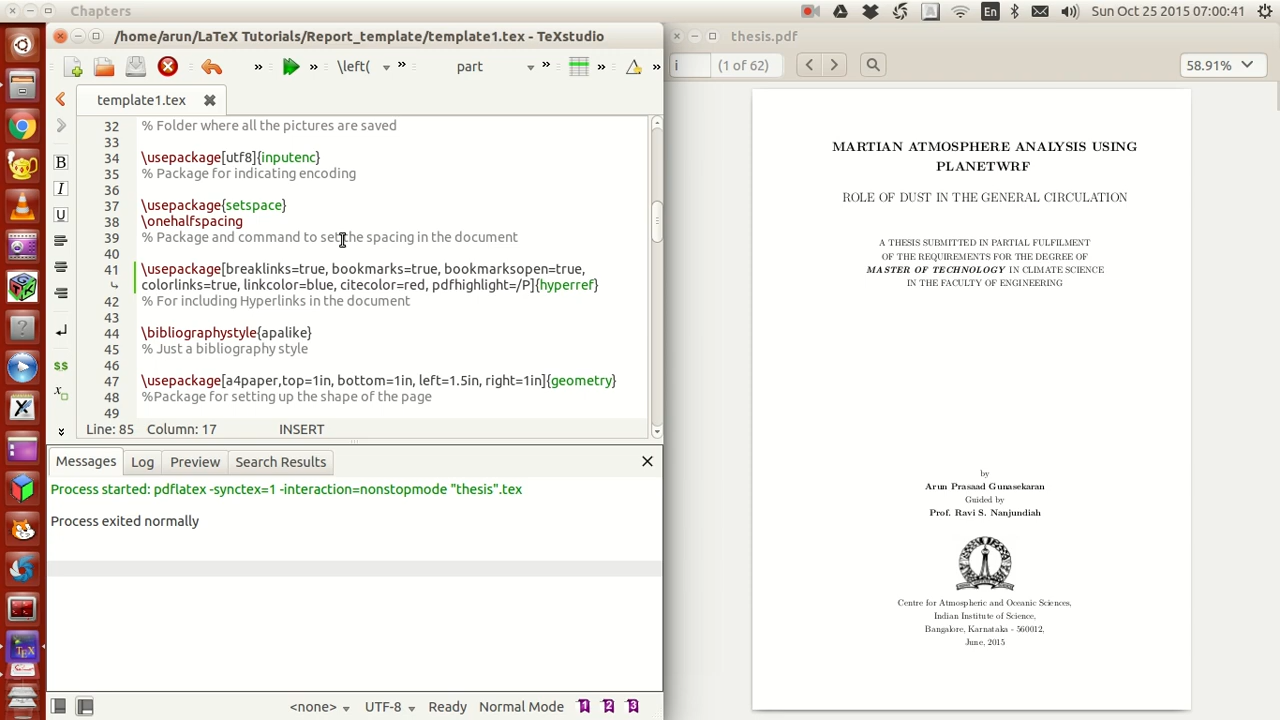 Chapters
En
Sun Oct 25 2015 07:00:41
/home/arun/LaTeX Tutorials/Report_template/template1.tex - TeXstudio
thesis.pdf
»
»
\left(
»
part
»
»
»
i
(1 of 62)
58.91%
template1.tex
32 % Folder where all the pictures are saved
33
34 \usepackage[utf8]{inputenc}
35 % Package for indicating encoding
36
37 \usepackage{setspace}
38 \onehalfspacing
39 % Package and command to set the spacing in the document
40
41 \usepackage[breaklinks=true, bookmarks=true, bookmarksopen=true,
colorlinks=true, linkcolor=blue, citecolor=red, pdfhighlight=/P]{hyperref}
42 % For including Hyperlinks in the document
43
44 \bibliographystyle{apalike}
45 % Just a bibliography style
46
47 \usepackage[a4paper,top=1in, bottom=1in, left=1.5in, right=1in]{geometry}
48 %Package for setting up the shape of the page
49
B
I
U
$$
Line: 85 Column: 17 INSERT
Messages Log Preview Search Results
Process started: pdflatex -synctex=1 -interaction=nonstopmode "thesis".tex
Process exited normally
<none> UTF-8 Ready Normal Mode 1 2 3
MARTIAN ATMOSPHERE ANALYSIS USING
PLANETWRF
ROLE OF DUST IN THE GENERAL CIRCULATION
A THESIS SUBMITTED IN PARTIAL FULFILMENT
OF THE REQUIREMENTS FOR THE DEGREE OF
MASTER OF TECHNOLOGY IN CLIMATE SCIENCE
IN THE FACULTY OF ENGINEERING
by
Arun Prasaad Gunasekaran
Guided by
Prof. Ravi S. Nanjundiah
Centre for Atmospheric and Oceanic Sciences,
Indian Institute of Science,
Bangalore, Karnataka - 560012,
June, 2015